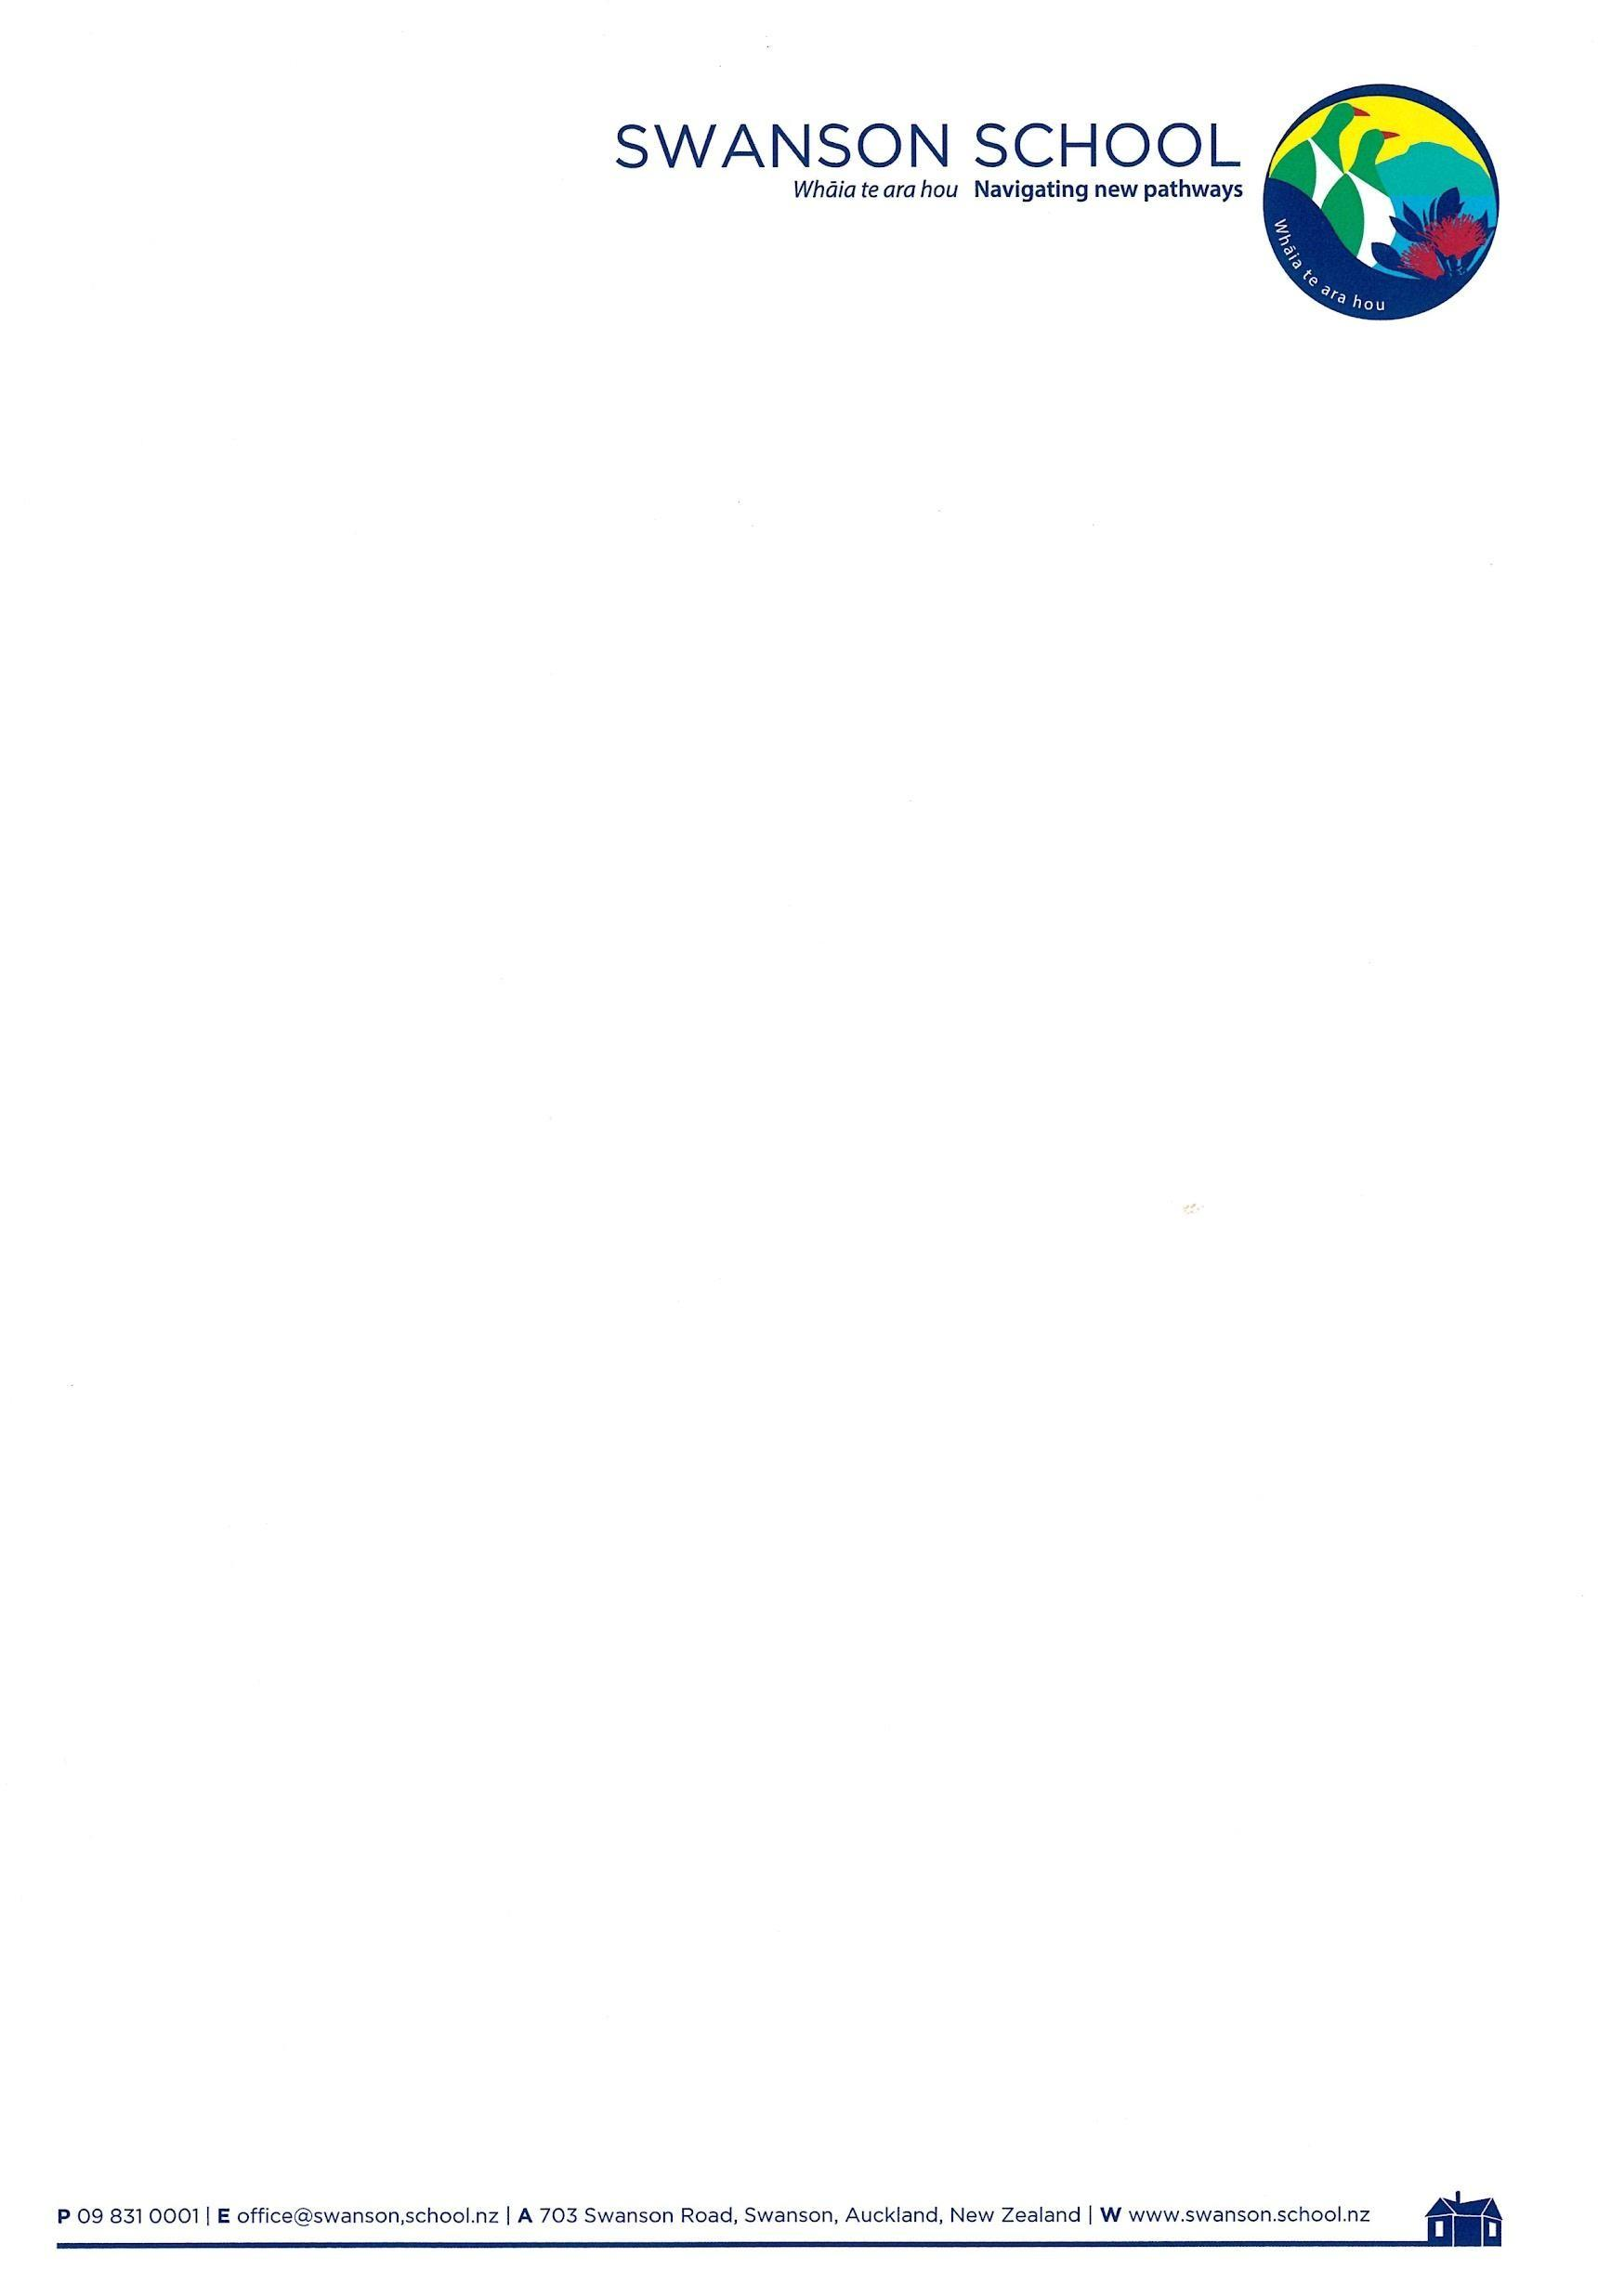 SWANSON SCHOOL
Whāia te ara hou Navigating new pathways
Whāia te ara hou
P 09 831 0001 | E office@swanson,school.nz | A 703 Swanson Road, Swanson, Auckland, New Zealand | W www.swanson.school.nz